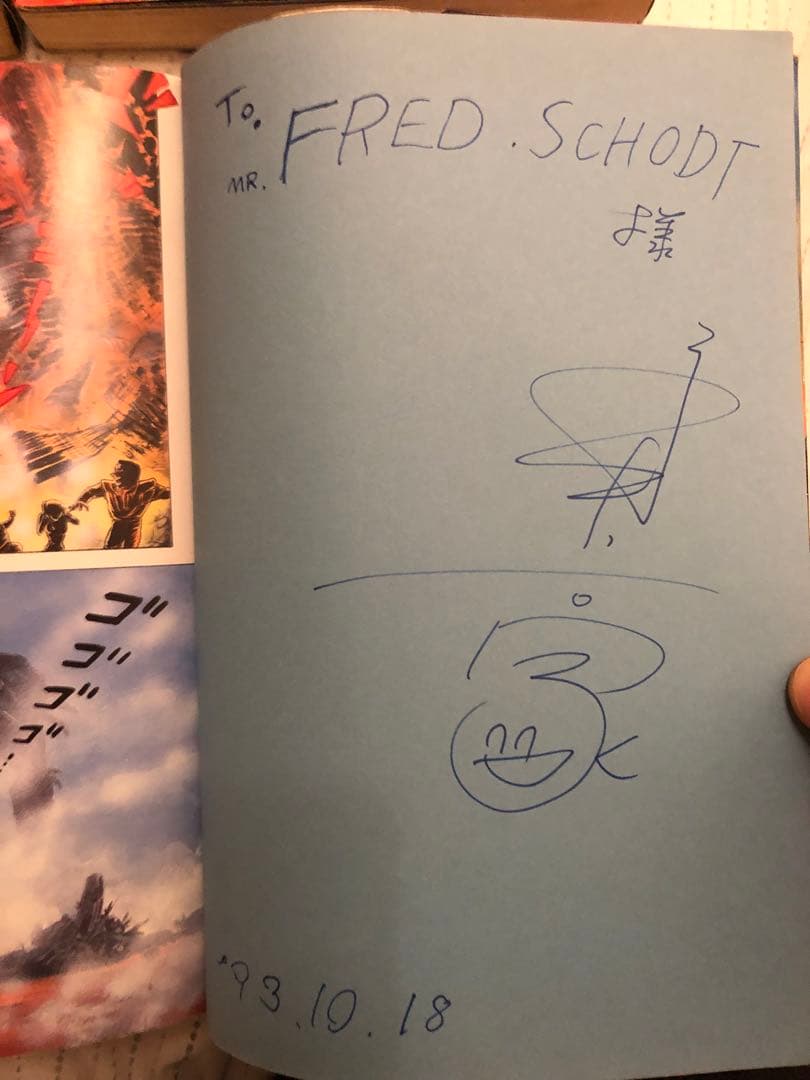 To.
MR. FRED. SCHODT
様
'93.10.18
ゴ
ゴ
ゴ
ゴ…